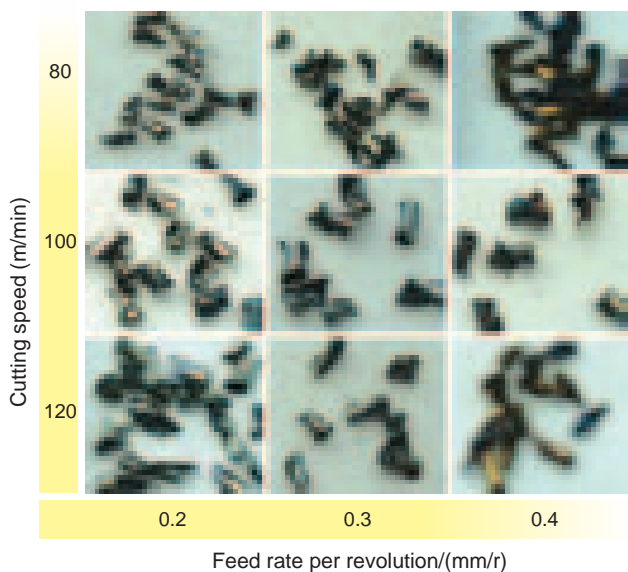 Cutting speed (m/min)
80
100
120
0.2 0.3 0.4
Feed rate per revolution/(mm/r)